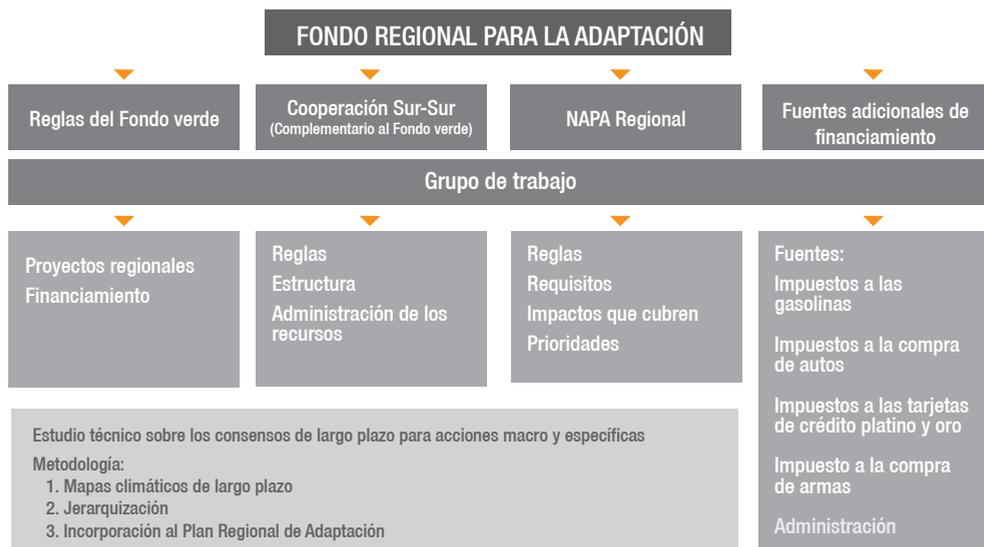 FONDO REGIONAL PARA LA ADAPTACIÓN
Reglas del Fondo verde
Cooperación Sur-Sur
(Complementario al Fondo verde)
NAPA Regional
Fuentes adicionales de
financiamiento
Grupo de trabajo
Proyectos regionales
Financiamiento
Reglas
Estructura
Administración de los
recursos
Reglas
Requisitos
Impactos que cubren
Prioridades
Fuentes:
Impuestos a las
gasolinas
Impuestos a la compra
de autos
Impuestos a las tarjetas
de crédito platino y oro
Impuesto a la compra
de armas
Administración
Estudio técnico sobre los consensos de largo plazo para acciones macro y específicas
Metodología:
1. Mapas climáticos de largo plazo
2. Jerarquización
3. Incorporación al Plan Regional de Adaptación